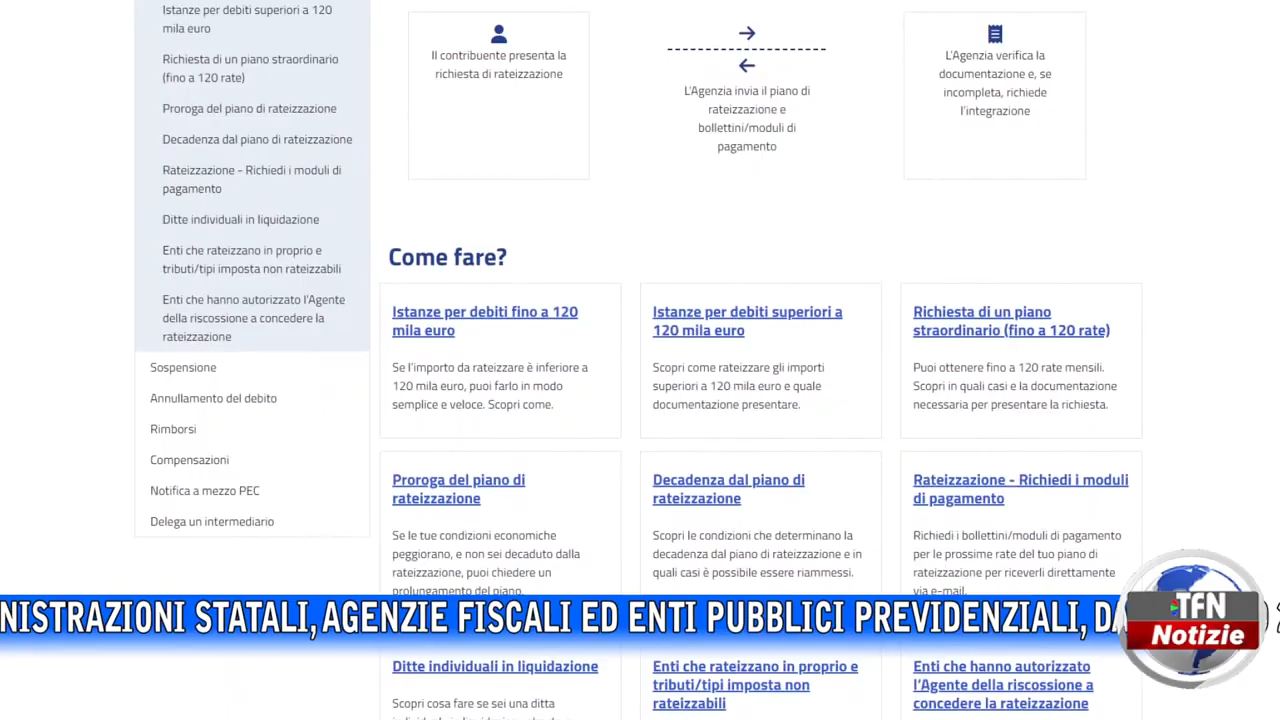 Istanze per debiti superiori a 120
mila euro
Richiesta di un piano straordinario
(fino a 120 rate)
Proroga del piano di rateizzazione
Decadenza dal piano di rateizzazione
Rateizzazione - Richiedi i moduli di
pagamento
Ditte individuali in liquidazione
Enti che rateizzano in proprio e
tributi/tipi imposta non rateizzabili
Enti che hanno autorizzato l'Agente
della riscossione a concedere la
rateizzazione
Sospensione
Annullamento del debito
Rimborsi
Compensazioni
Notifica a mezzo PEC
Delega un intermediario
Il contribuente presenta la
richiesta di rateizzazione
L'Agenzia invia il piano di
rateizzazione e
bollettini/moduli di
pagamento
L'Agenzia verifica la
documentazione e, se
incompleta, richiede
l'integrazione
Come fare?
Istanze per debiti fino a 120
mila euro
Se l'importo da rateizzare è inferiore a
120 mila euro, puoi farlo in modo
semplice e veloce. Scopri come.
Istanze per debiti superiori a
120 mila euro
Scopri come rateizzare gli importi
superiori a 120 mila euro e quale
documentazione presentare.
Richiesta di un piano
straordinario (fino a 120 rate)
Puoi ottenere fino a 120 rate mensili.
Scopri in quali casi e la documentazione
necessaria per presentare la richiesta.
Proroga del piano di
rateizzazione
Se le tue condizioni economiche
peggiorano, e non sei decaduto dalla
rateizzazione, puoi chiedere un
prolungamento del piano.
Decadenza dal piano di
rateizzazione
Scopri le condizioni che determinano la
decadenza dal piano di rateizzazione e in
quali casi è possibile essere riammessi.
Rateizzazione - Richiedi i moduli
di pagamento
Richiedi i bollettini/moduli di pagamento
per le prossime rate del tuo piano di
rateizzazione per riceverli direttamente
via e-mail.
NISTRAZIONI STATALI, AGENZIE FISCALI ED ENTI PUBBLICI PREVIDENZIALI,
TFN
Notizie
Ditte individuali in liquidazione
Scopri cosa fare se sei una ditta
Enti che rateizzano in proprio e
tributi/tipi imposta non
rateizzabili
Enti che hanno autorizzato
l'Agente della riscossione a
concedere la rateizzazione